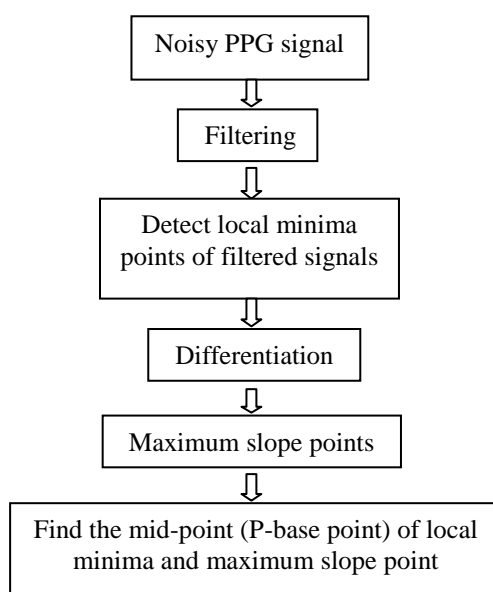 Noisy PPG signal
Filtering
Detect local minima
points of filtered signals
Differentiation
Maximum slope points
Find the mid-point (P-base point) of local
minima and maximum slope point